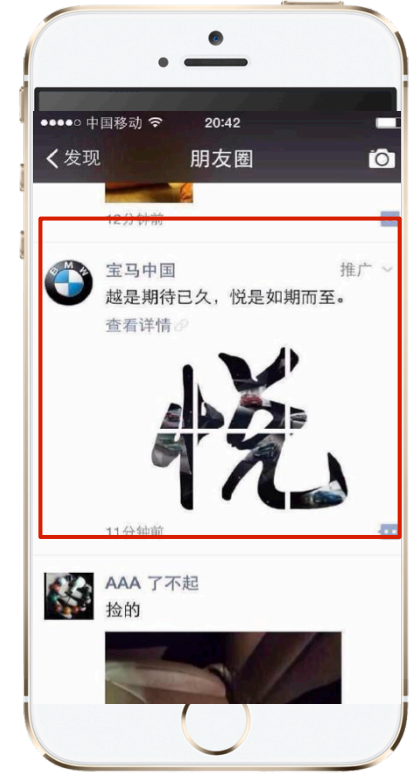 中国移动 20:42
发现 朋友圈
12分钟前
BMW
宝马中国 推广
越是期待已久，悦是如期而至。
查看详情
悦
11分钟前
AAA 了不起
捡的